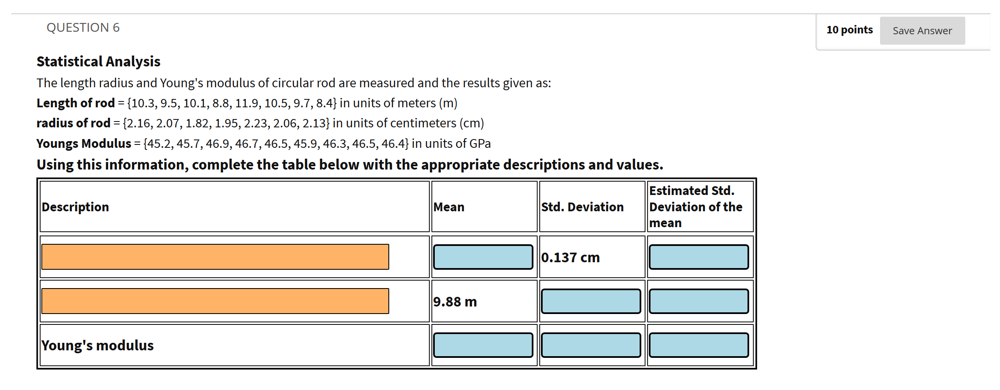 QUESTION 6
10 points
Save Answer
Statistical Analysis
The length radius and Young's modulus of circular rod are measured and the results given as:
Length of rod = {10.3, 9.5, 10.1, 8.8, 11.9, 10.5, 9.7, 8.4} in units of meters (m)
radius of rod = {2.16, 2.07, 1.82, 1.95, 2.23, 2.06, 2.13} in units of centimeters (cm)
Youngs Modulus = {45.2, 45.7, 46.9, 46.7, 46.5, 45.9, 46.3, 46.5, 46.4} in units of GPa
Using this information, complete the table below with the appropriate descriptions and values.
Description
Mean
Std. Deviation
Estimated Std.
Deviation of the
mean
0.137 cm
9.88 m
Young's modulus